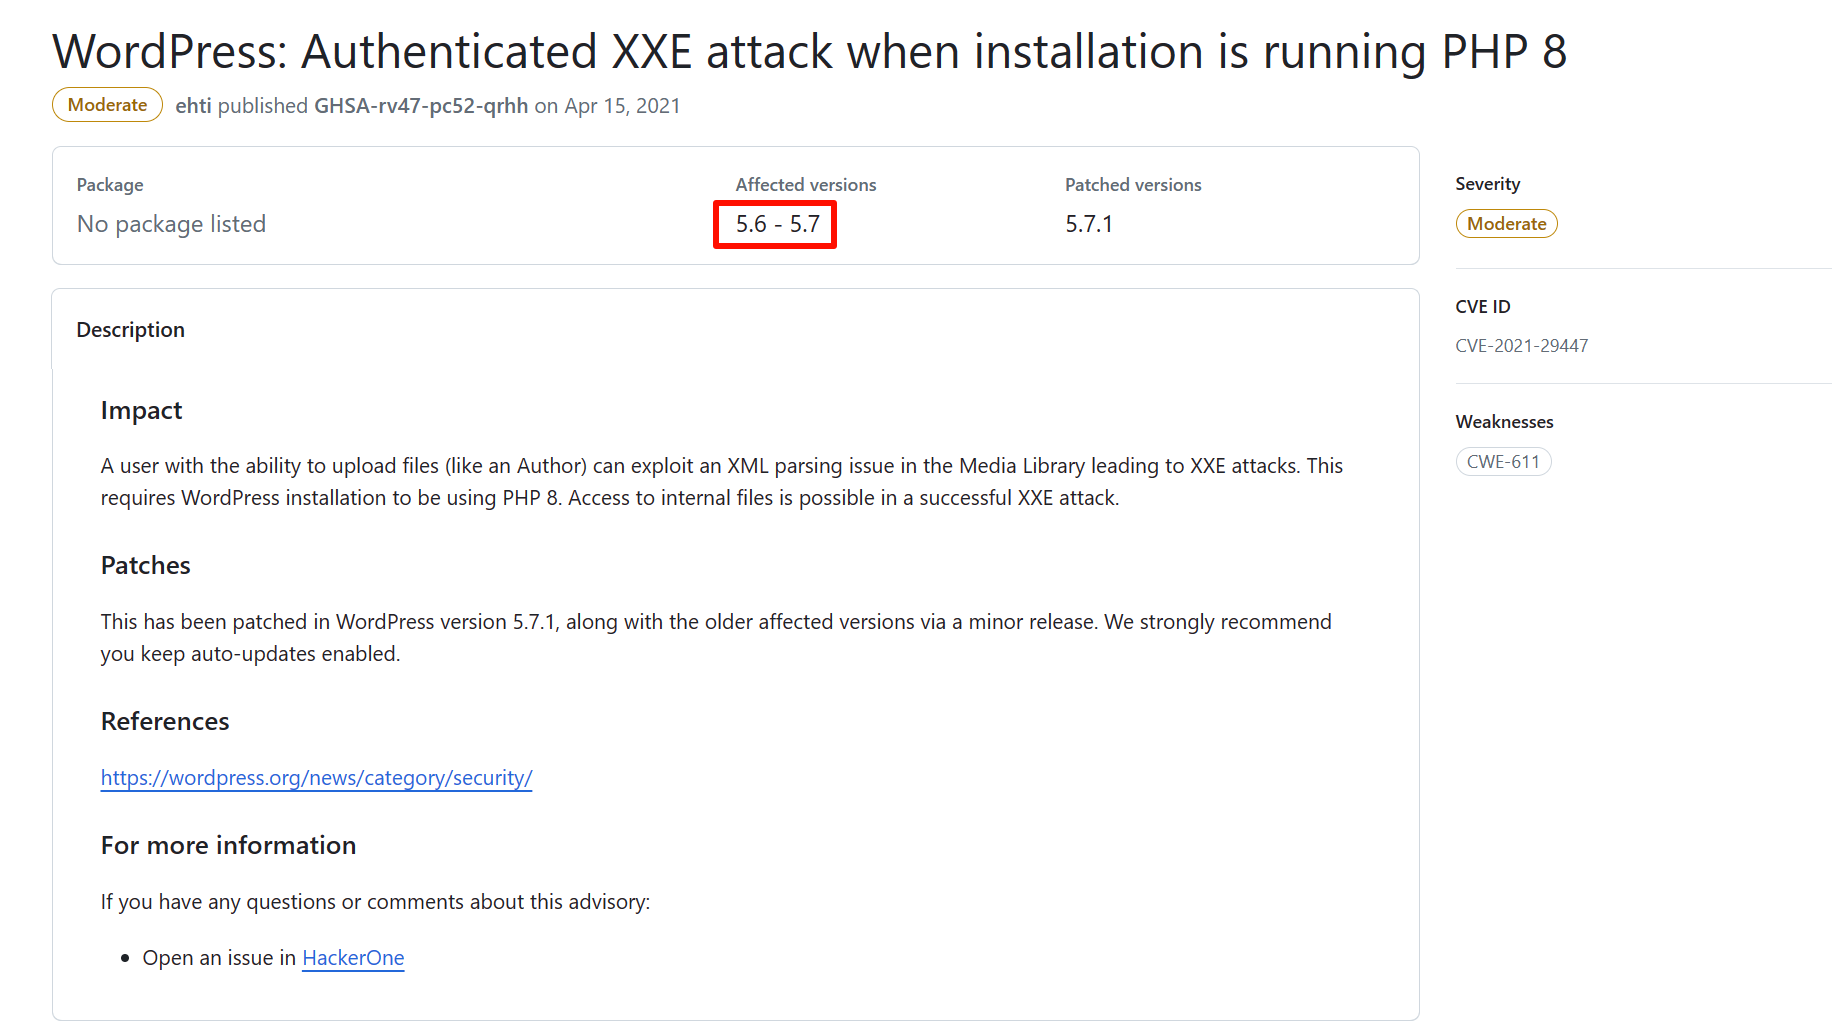 WordPress: Authenticated XXE attack when installation is running PHP 8
Moderate ehti published GHSA-rv47-pc52-qrhh on Apr 15, 2021
Package
No package listed
Affected versions
5.6 - 5.7
Patched versions
5.7.1
Description
Impact
A user with the ability to upload files (like an Author) can exploit an XML parsing issue in the Media Library leading to XXE attacks. This
requires WordPress installation to be using PHP 8. Access to internal files is possible in a successful XXE attack.
Patches
This has been patched in WordPress version 5.7.1, along with the older affected versions via a minor release. We strongly recommend
you keep auto-updates enabled.
References
https://wordpress.org/news/category/security/
For more information
If you have any questions or comments about this advisory:
• Open an issue in HackerOne
Severity
Moderate
CVE ID
CVE-2021-29447
Weaknesses
CWE-611